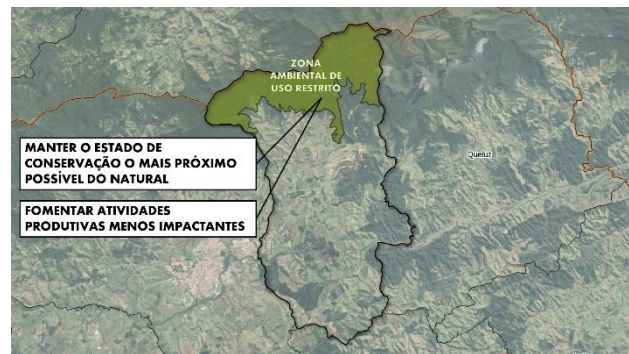 ZONA
AMBIENTAL DE
USO RESTRITO
MANTER O ESTADO DE
CONSERVAÇÃO O MAIS PRÓXIMO
POSSÍVEL DO NATURAL
Queluz
FOMENTAR ATIVIDADES
PRODUTIVAS MENOS IMPACTANTES